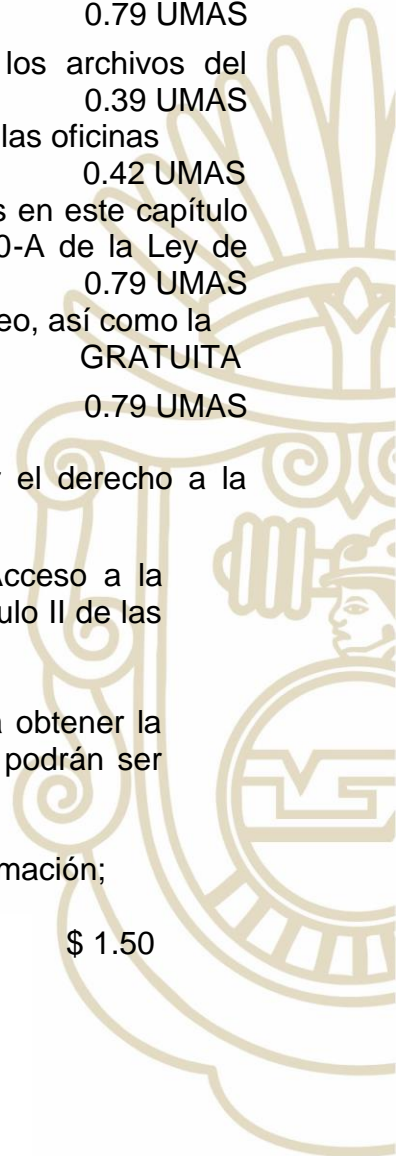 0.79 UMAS
los archivos del
0.39 UMAS
las oficinas
0.42 UMAS
s en este capítulo
0-A de la Ley de
0.79 UMAS
eo, así como la
GRATUITA
0.79 UMAS
el derecho a la
Acceso a la
ulo II de las
obtener la
podrán ser
mación;
$ 1.50